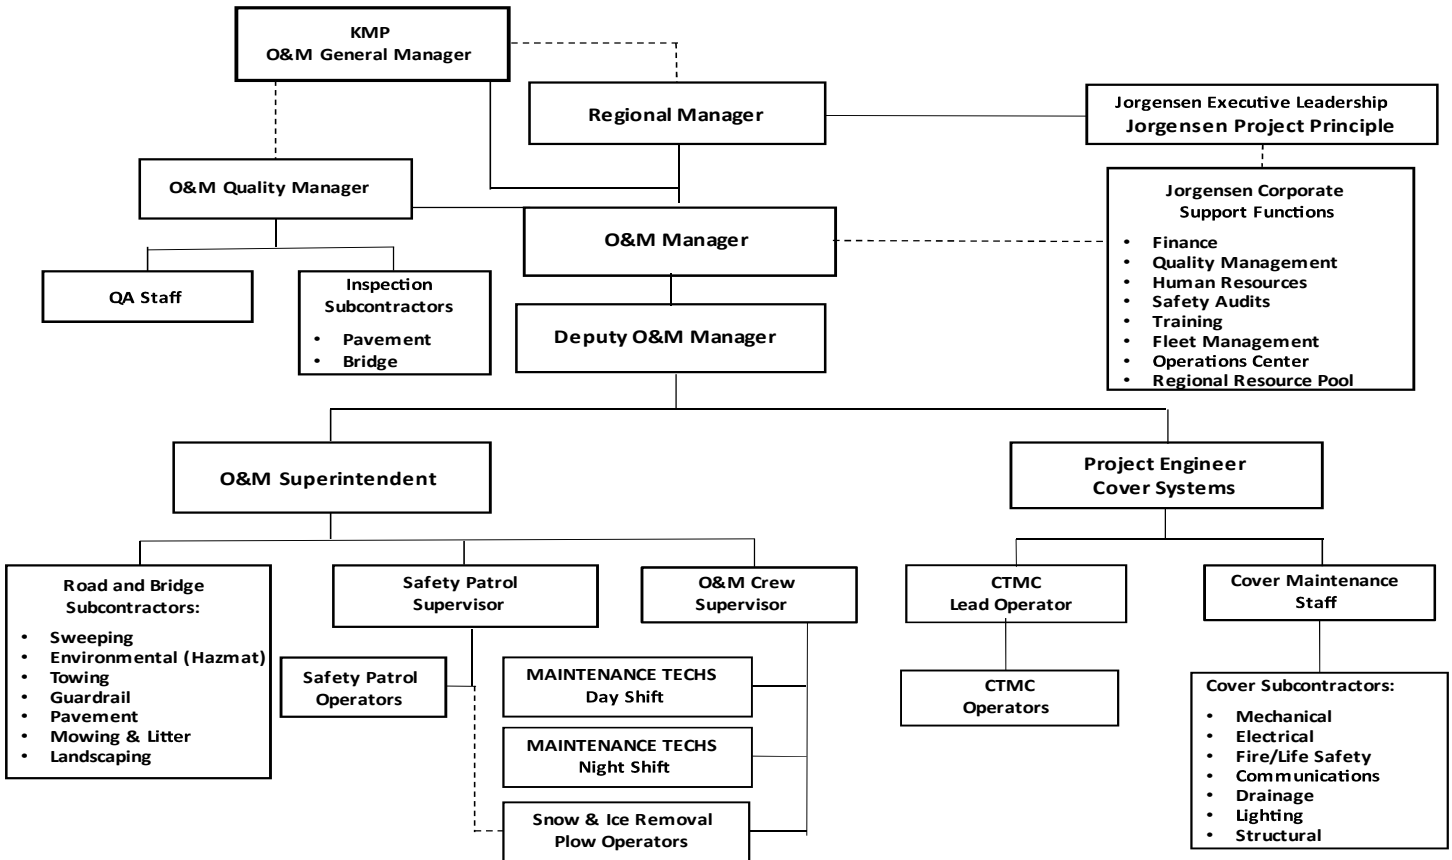 KMP
O&M General Manager
Regional Manager
Jorgensen Executive Leadership
Jorgensen Project Principle
O&M Quality Manager
O&M Manager
Jorgensen Corporate
Support Functions
• Finance
• Quality Management
• Human Resources
• Safety Audits
• Training
• Fleet Management
• Operations Center
• Regional Resource Pool
QA Staff
Inspection
Subcontractors
• Pavement
• Bridge
Deputy O&M Manager
O&M Superintendent
Project Engineer
Cover Systems
Road and Bridge
Subcontractors:
• Sweeping
• Environmental (Hazmat)
• Towing
• Guardrail
• Pavement
• Mowing & Litter
• Landscaping
Safety Patrol
Supervisor
O&M Crew
Supervisor
CTMC
Lead Operator
Cover Maintenance
Staff
Safety Patrol
Operators
MAINTENANCE TECHS
Day Shift
MAINTENANCE TECHS
Night Shift
Snow & Ice Removal
Plow Operators
CTMC
Operators
Cover Subcontractors:
• Mechanical
• Electrical
• Fire/Life Safety
• Communications
• Drainage
• Lighting
• Structural